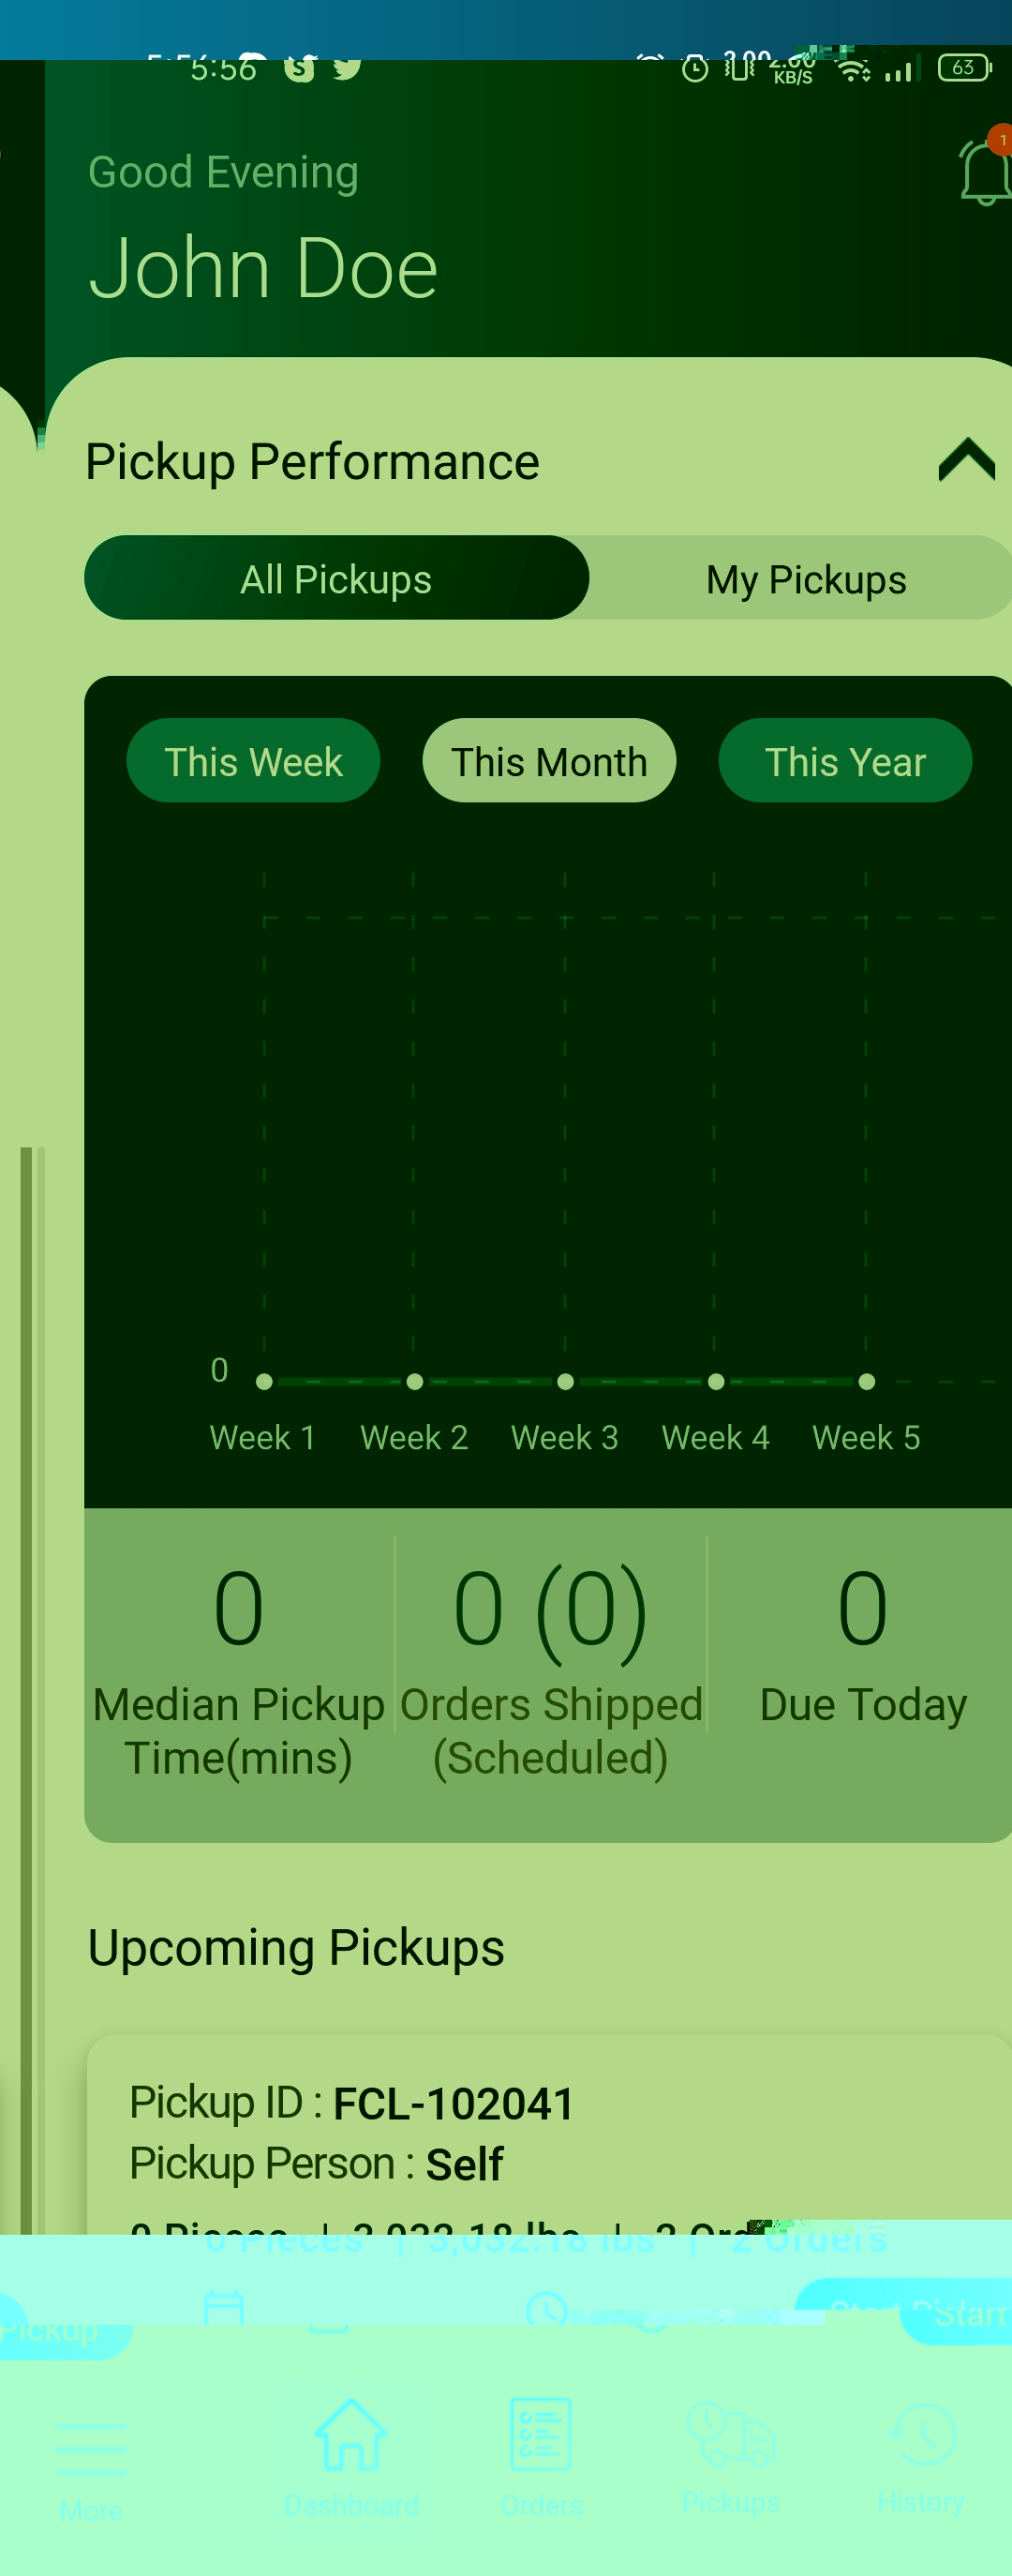 5:56
2.00
KB/S
63
1
Good Evening
John Doe
Pickup Performance
All Pickups My Pickups
This Week This Month This Year
0
Week 1 Week 2 Week 3 Week 4 Week 5
0 0 (0) 0
Median Pickup Orders Shipped Due Today
Time(mins) (Scheduled)
Upcoming Pickups
Pickup ID : FCL-102041
Pickup Person : Self
0 Pieces | 3,032.18 lbs | 2 Orders
Pickup Start
More Dashboard Orders Pickups History